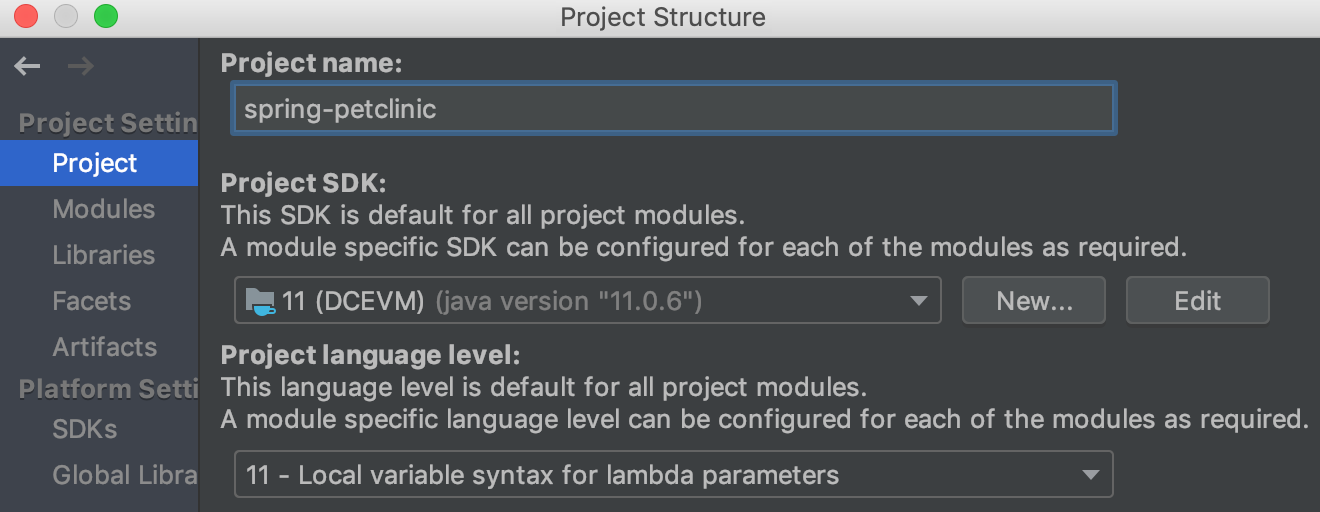 Project Structure
Project Settin
Project
Modules
Libraries
Facets
Artifacts
Platform Setti
SDKs
Global Libra
Project name:
spring-petclinic
Project SDK:
This SDK is default for all project modules.
A module specific SDK can be configured for each of the modules as required.
11 (DCEVM) (java version "11.0.6") New... Edit
Project language level:
This language level is default for all project modules.
A module specific language level can be configured for each of the modules as required.
11 - Local variable syntax for lambda parameters